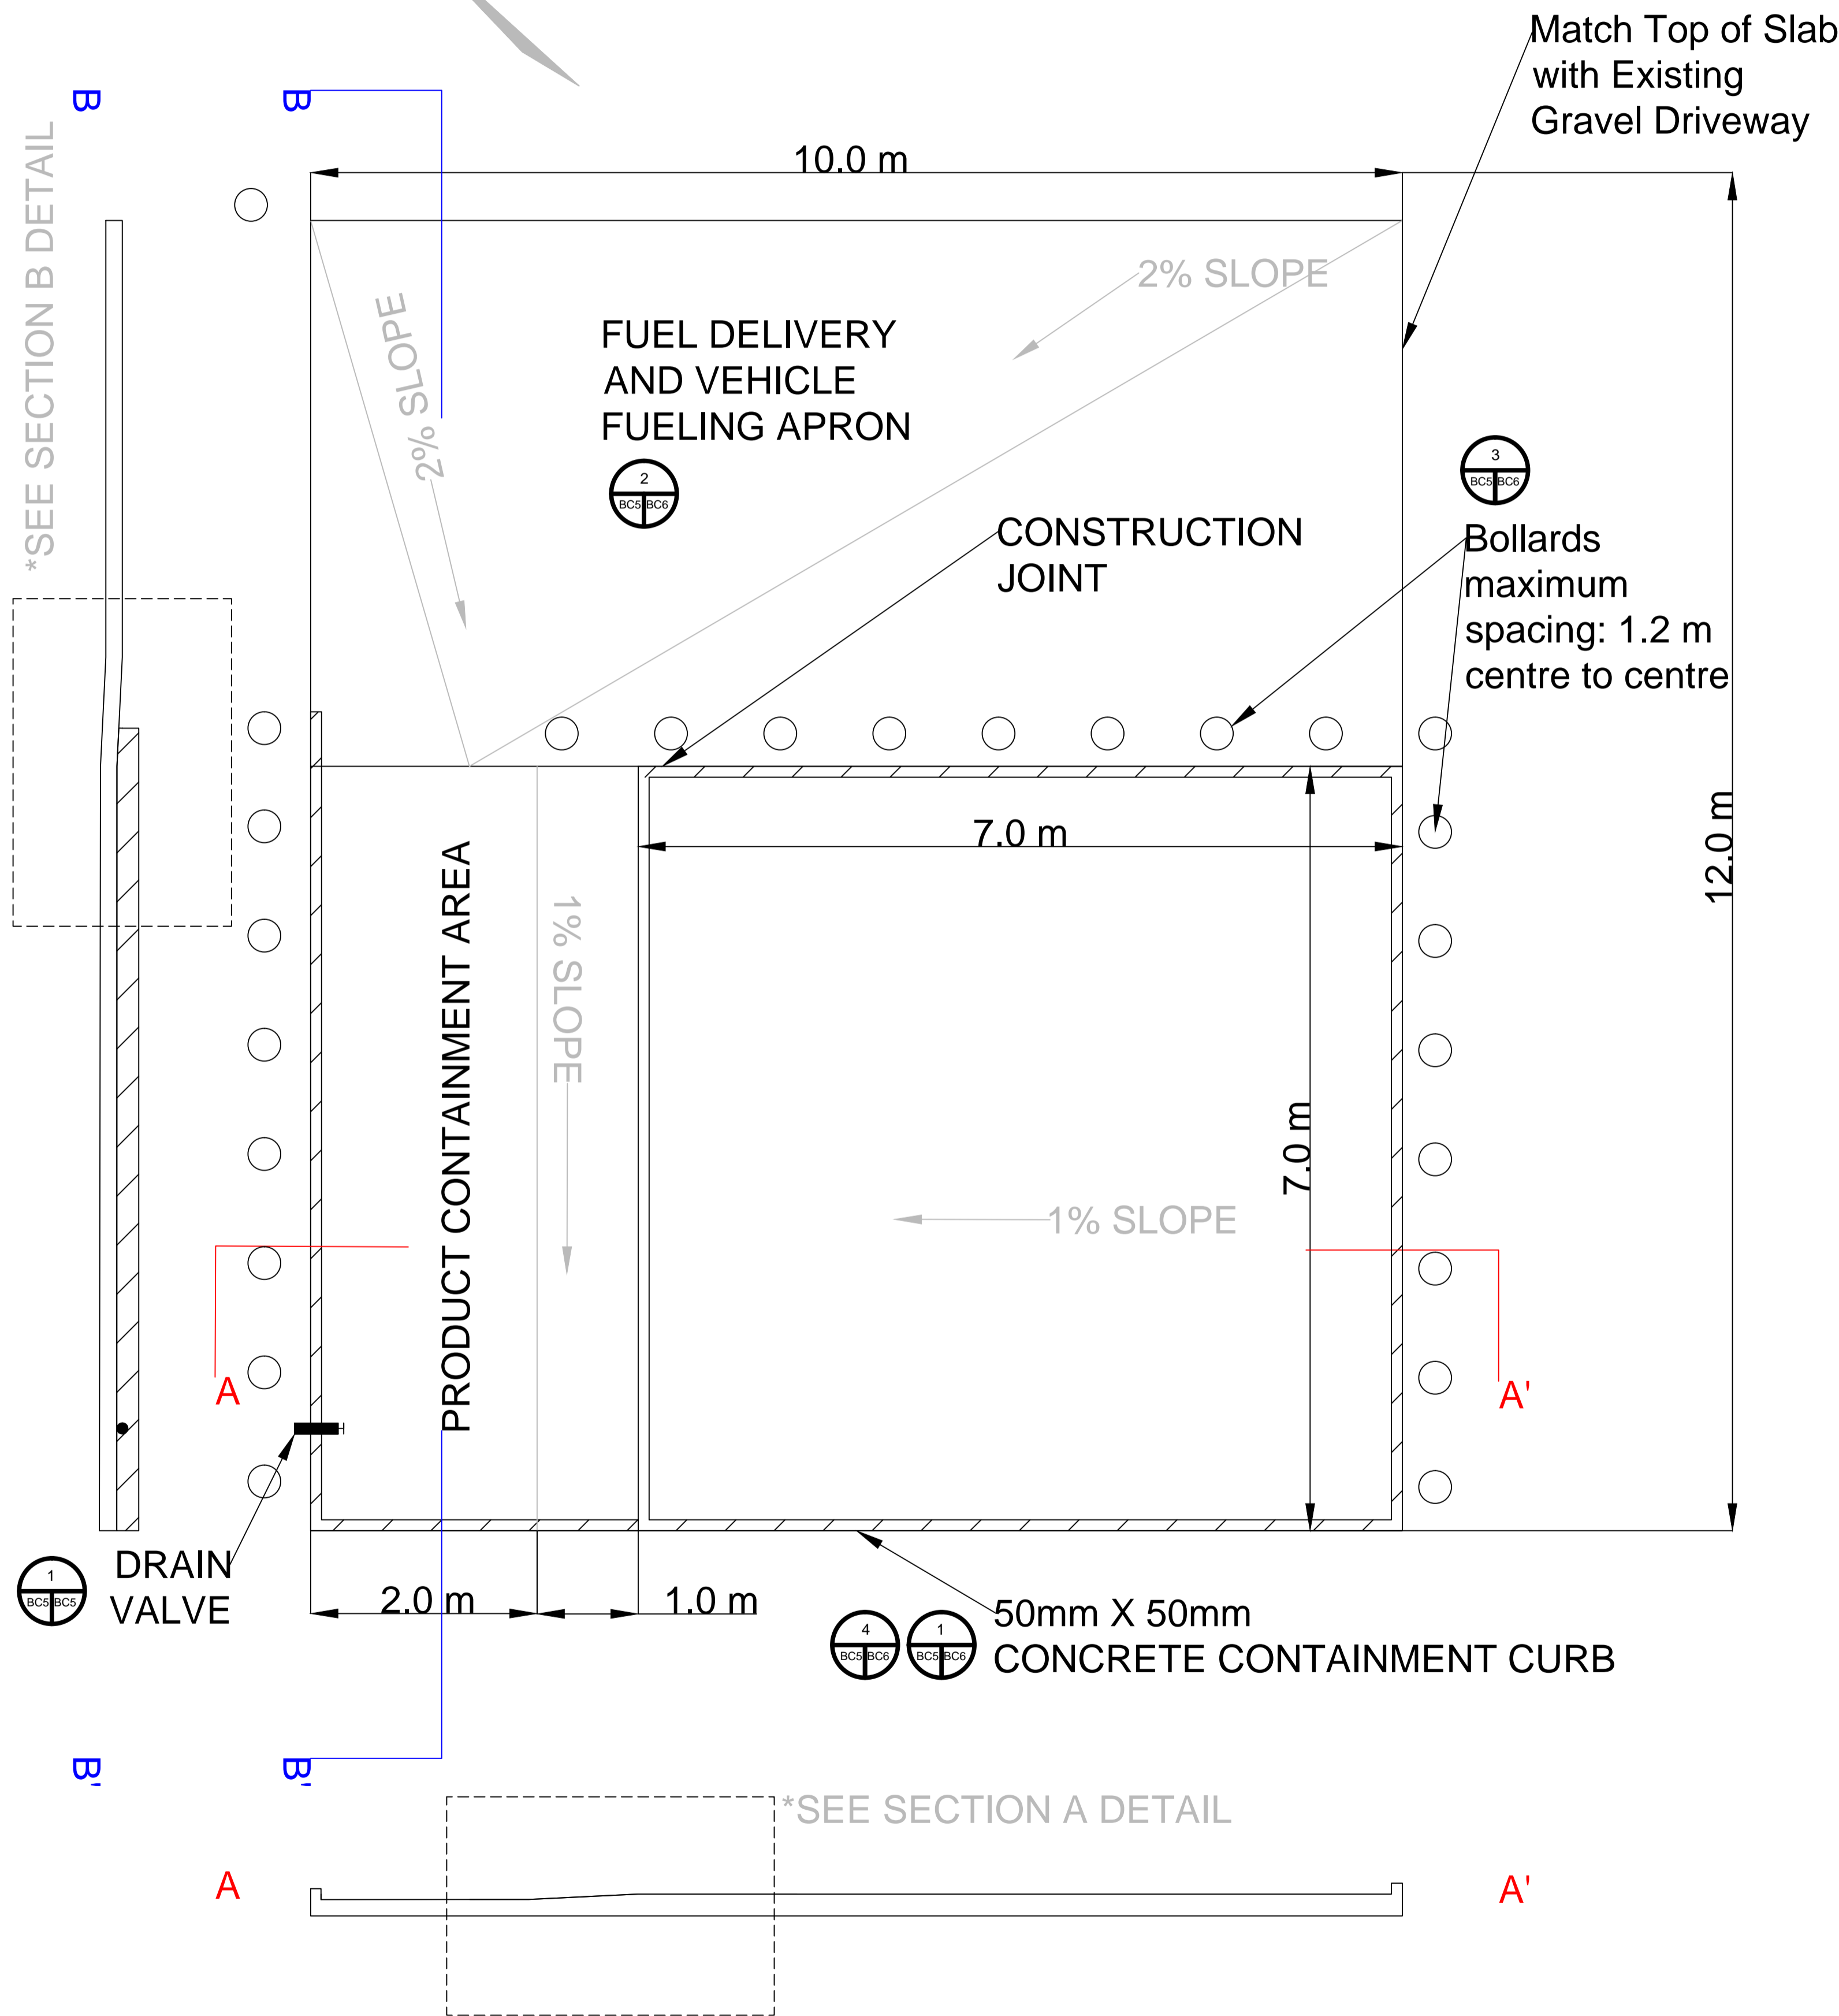 Match Top of Slab
with Existing
Gravel Driveway
B
B
*SEE SECTION B DETAIL
10.0 m
2% SLOPE
2% SLOPE
FUEL DELIVERY
AND VEHICLE
FUELING APRON
2
BC5 BC6
3
BC5 BC6
CONSTRUCTION
JOINT
Bollards
maximum
spacing: 1.2 m
centre to centre
12.0 m
7.0 m
PRODUCT CONTAINMENT AREA
1% SLOPE
7.0 m
1% SLOPE
A
A'
DRAIN
VALVE
1
BC5 BC5
2.0 m
1.0 m
4
BC5 BC6
1
BC5 BC6
50mm X 50mm
CONCRETE CONTAINMENT CURB
B'
B'
*SEE SECTION A DETAIL
A
A'